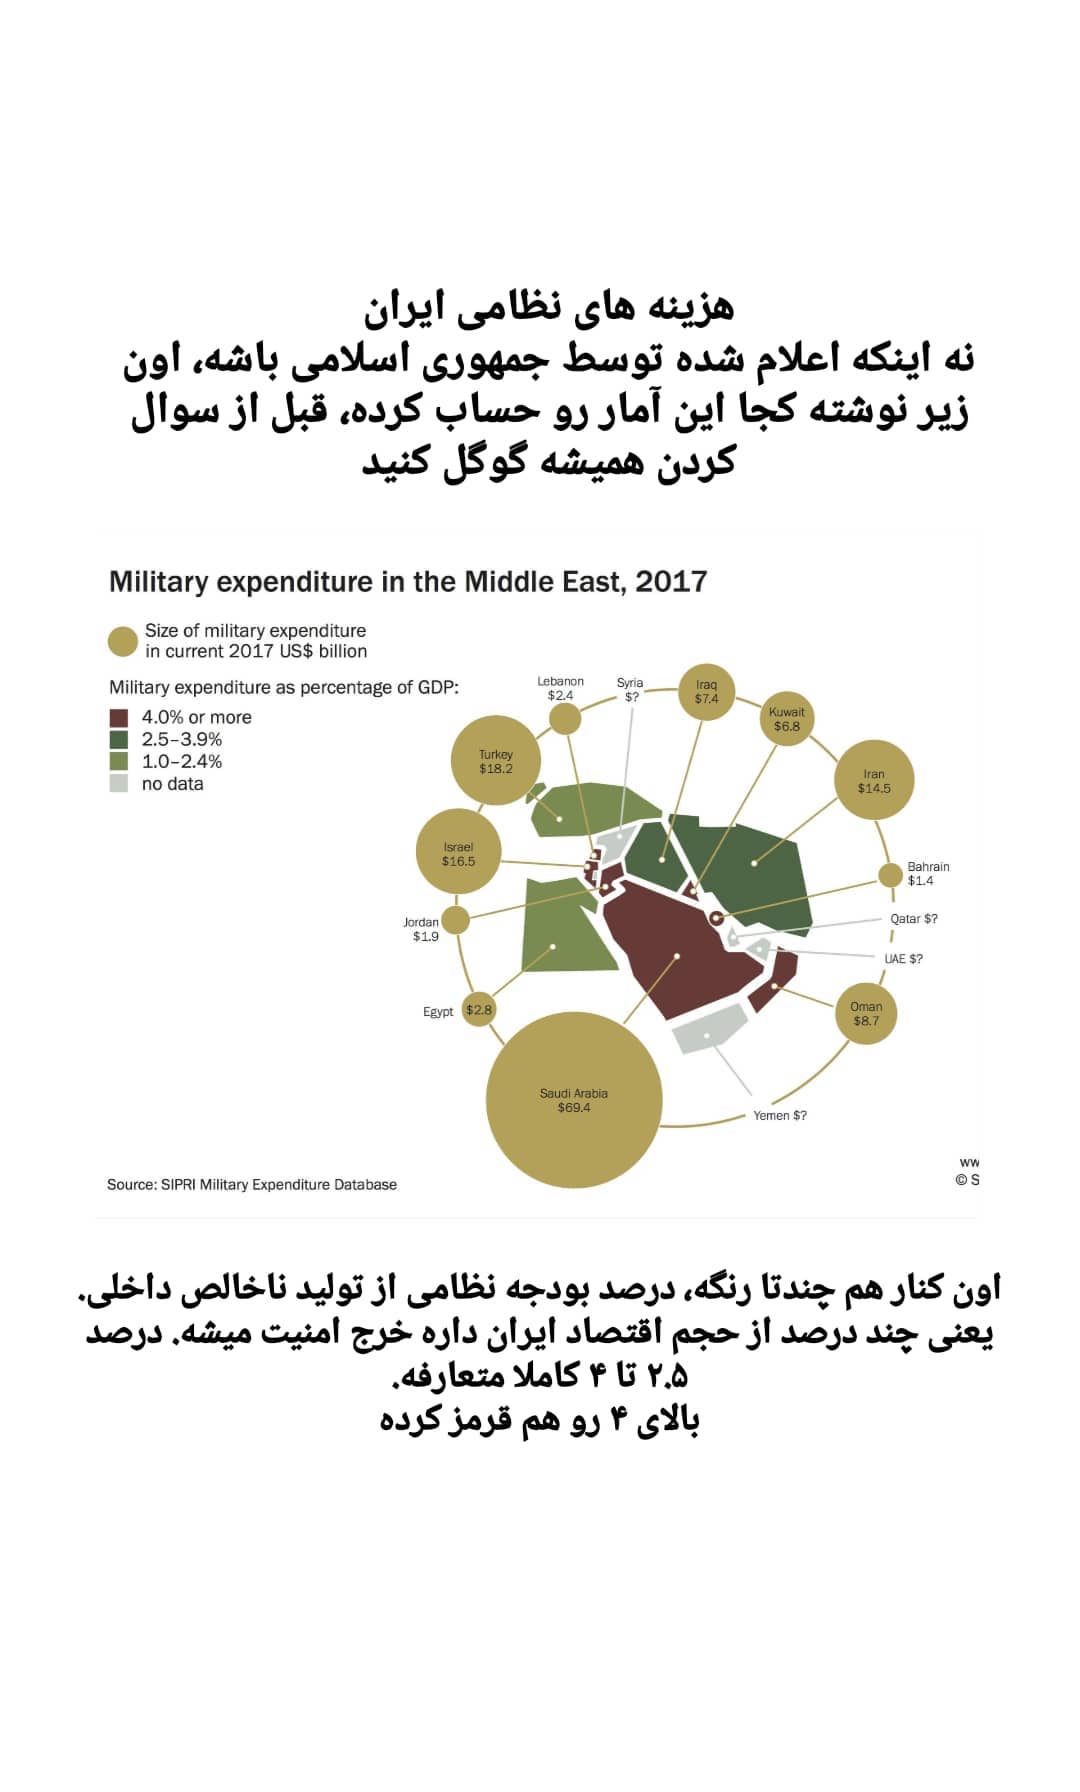 هزینه های نظامی ایران
نه اینکه اعلام شده توسط جمهوری اسلامی باشه، اون
زیر نوشته کجا این آمار رو حساب کرده، قبل از سوال
کردن همیشه گوگل کنید
Military expenditure in the Middle East, 2017
Size of military expenditure
in current 2017 US$ billion
Military expenditure as percentage of GDP:
4.0% or more
2.5–3.9%
1.0–2.4%
no data
Lebanon
$2.4
Syria
$?
Iraq
$7.4
Kuwait
$6.8
Turkey
$18.2
Iran
$14.5
Israel
$16.5
Bahrain
$1.4
Jordan
$1.9
Qatar $?
UAE $?
Egypt $2.8
Oman
$8.7
Saudi Arabia
$69.4
Yemen $?
ww
© S
Source: SIPRI Military Expenditure Database
اون کنار هم چندتا رنگه، درصد بودجه نظامی از تولید ناخالص داخلی.
یعنی چند درصد از حجم اقتصاد ایران داره خرج امنیت میشه. درصد
۲.۵ تا ۴ کاملا متعارفه.
بالای ۴ رو هم قرمز کرده